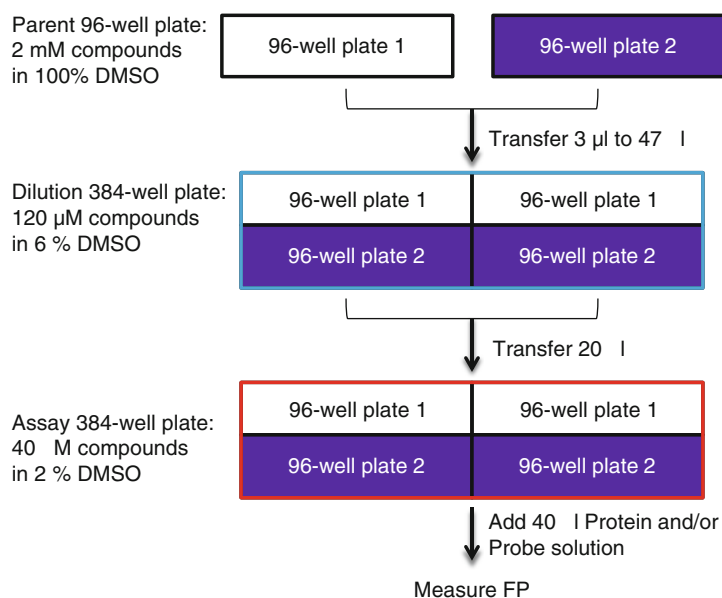 Parent 96-well plate:
2 mM compounds
in 100% DMSO
96-well plate 1
96-well plate 2
Transfer 3 µl to 47 l
Dilution 384-well plate:
120 µM compounds
in 6 % DMSO
96-well plate 1
96-well plate 1
96-well plate 2
96-well plate 2
Transfer 20 l
Assay 384-well plate:
40 M compounds
in 2 % DMSO
96-well plate 1
96-well plate 1
96-well plate 2
96-well plate 2
Add 40 l Protein and/or
Probe solution
Measure FP